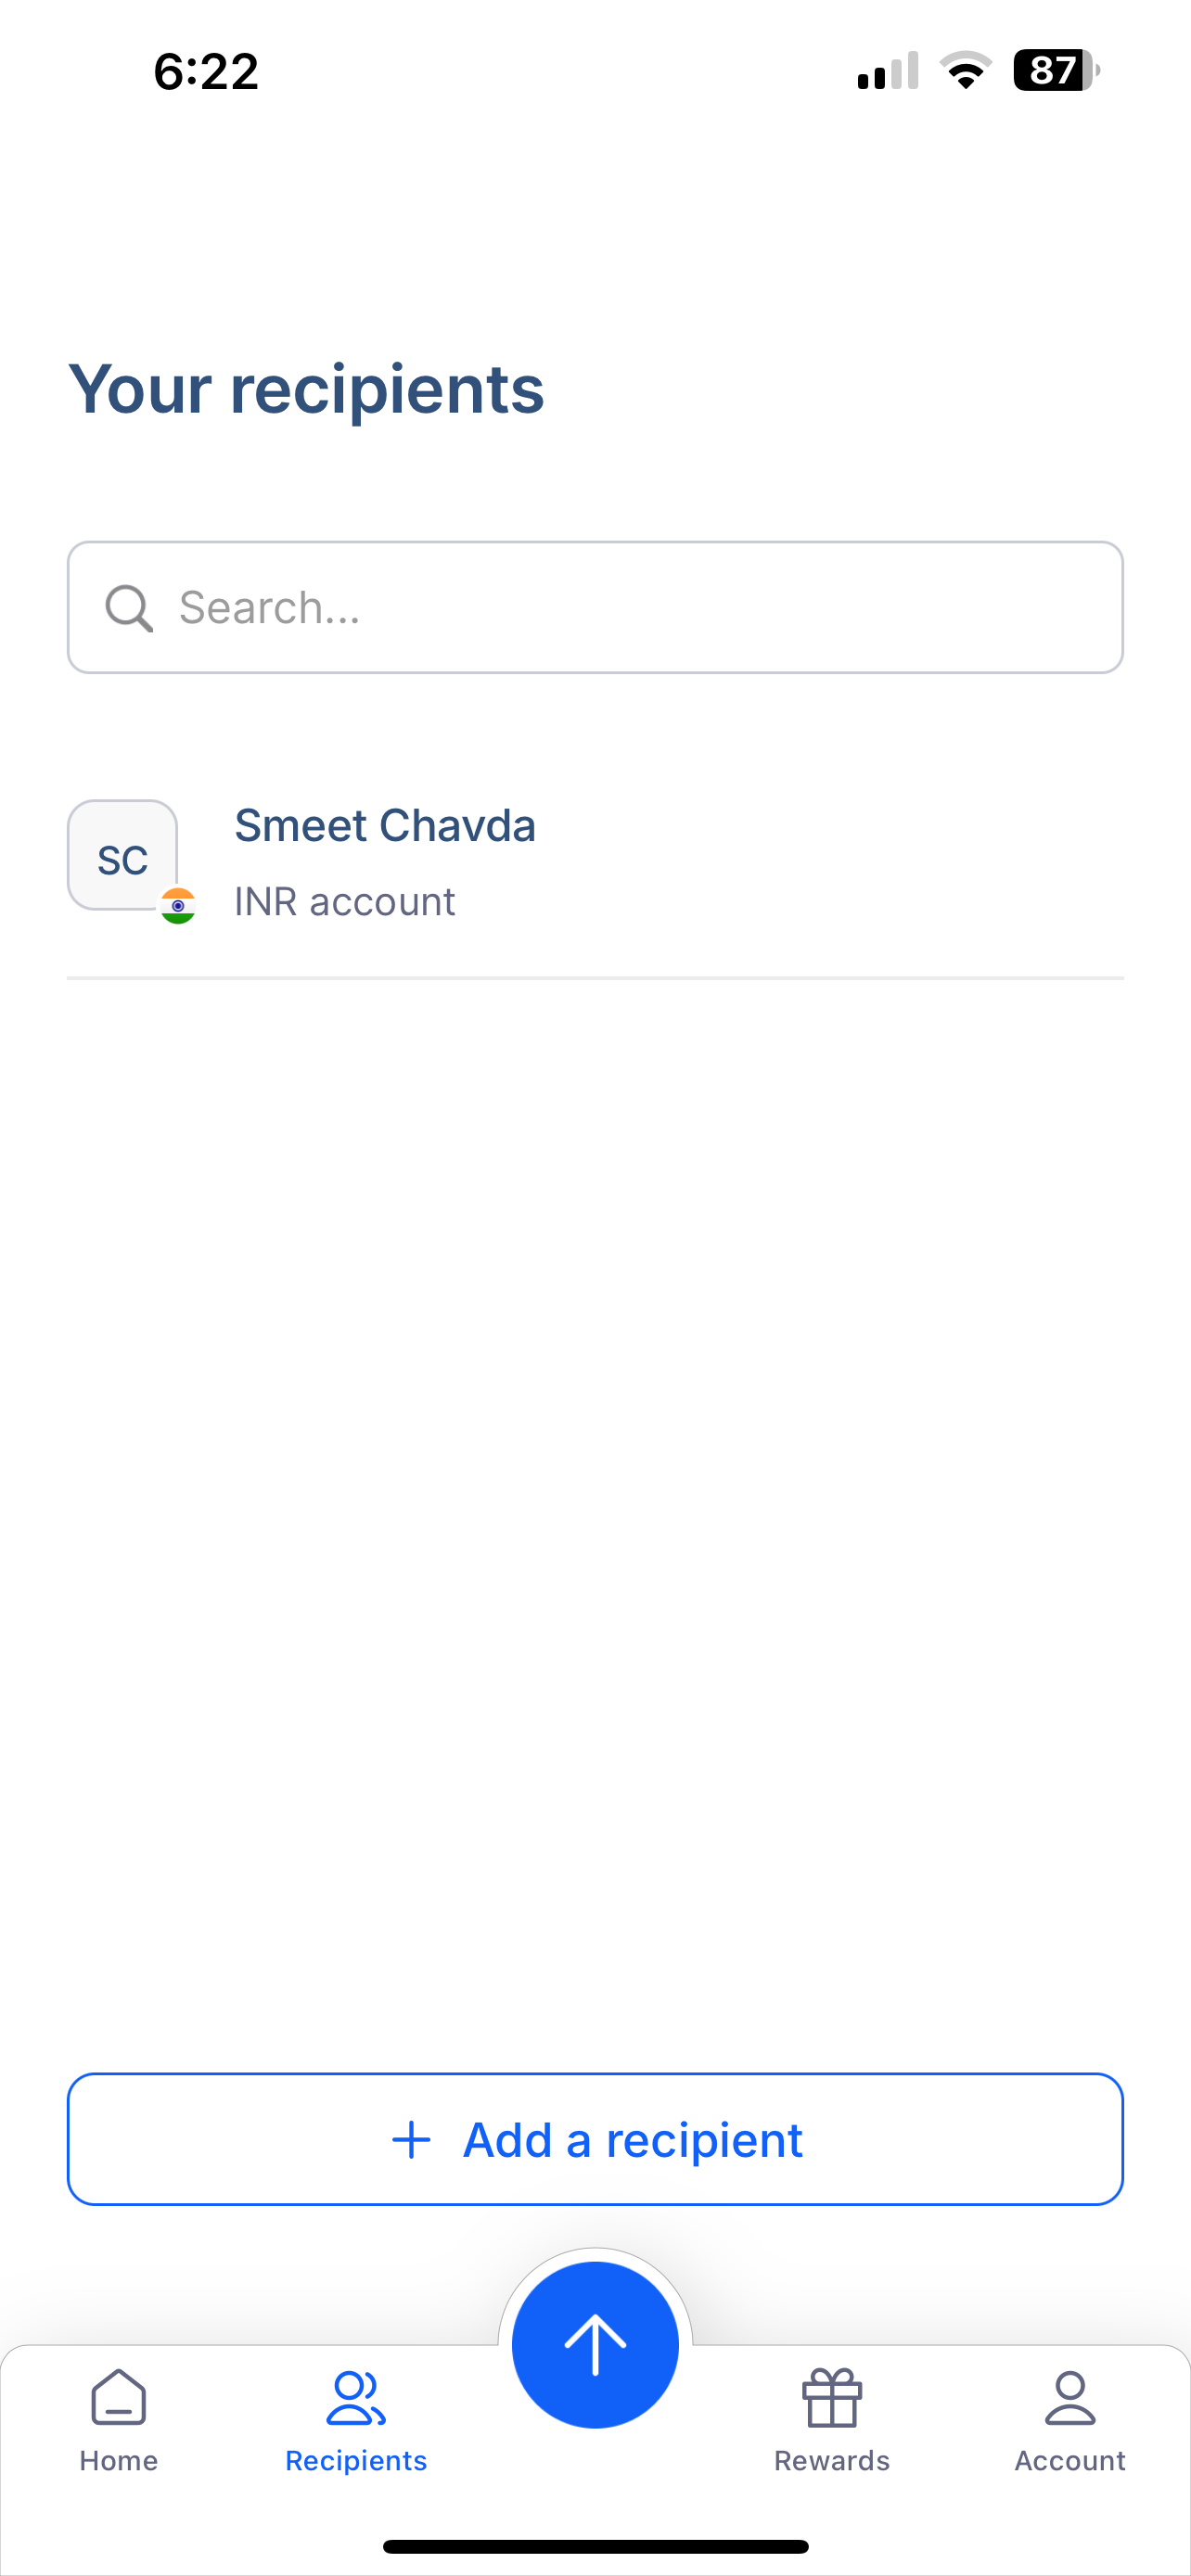 6:22
87
Your recipients
Search...
SC
Smeet Chavda
INR account
+ Add a recipient
Home
Recipients
Rewards
Account